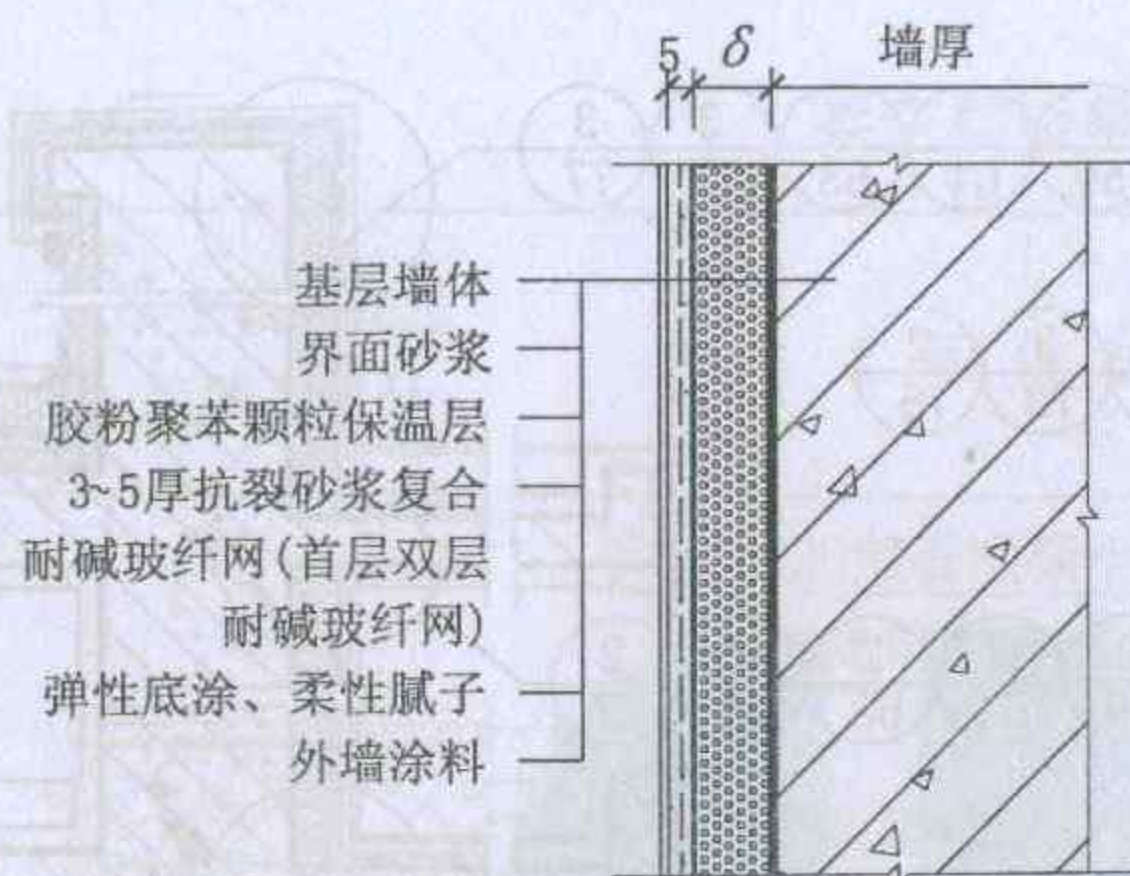 5 δ 墙厚
基层墙体
界面砂浆
胶粉聚苯颗粒保温层
3~5厚抗裂砂浆复合
耐碱玻纤网(首层双层
耐碱玻纤网)
弹性底涂、柔性腻子
外墙涂料